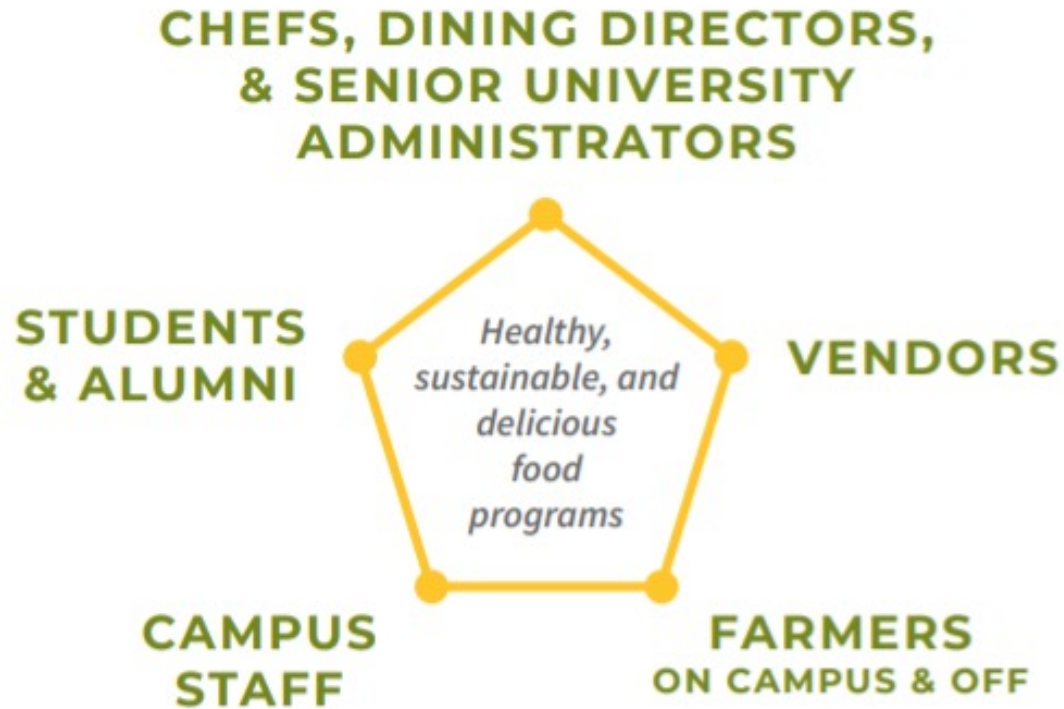 CHEFS, DINING DIRECTORS,
& SENIOR UNIVERSITY
ADMINISTRATORS
STUDENTS
& ALUMNI
Healthy,
sustainable, and
delicious
food
programs
VENDORS
CAMPUS
STAFF
FARMERS
ON CAMPUS & OFF